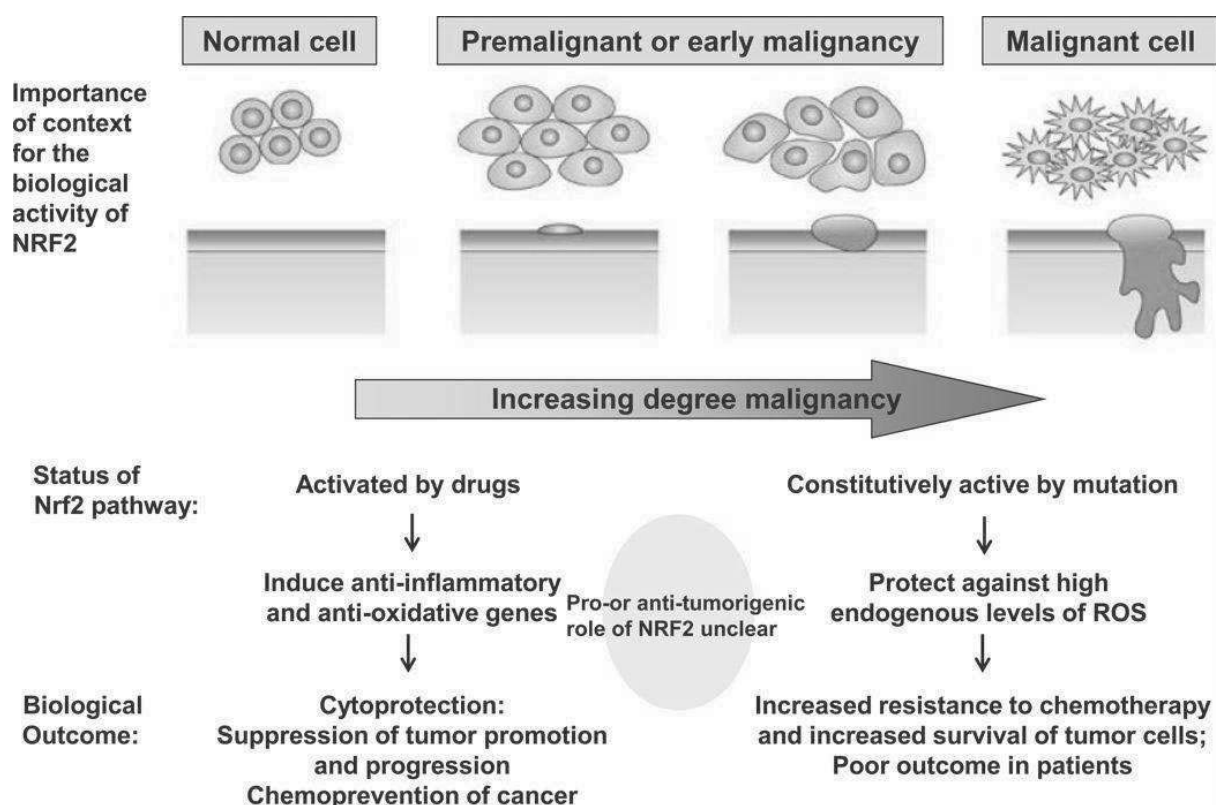 Normal cell
Premalignant or early malignancy
Malignant cell
Importance
of context
for the
biological
activity of
NRF2
Increasing degree malignancy
Status of
Nrf2 pathway:
Activated by drugs
Constitutively active by mutation
Induce anti-inflammatory
and anti-oxidative genes
Pro-or anti-tumorigenic
role of NRF2 unclear
Protect against high
endogenous levels of ROS
Biological
Outcome:
Cytoprotection:
Suppression of tumor promotion
and progression
Chemoprevention of cancer
Increased resistance to chemotherapy
and increased survival of tumor cells;
Poor outcome in patients